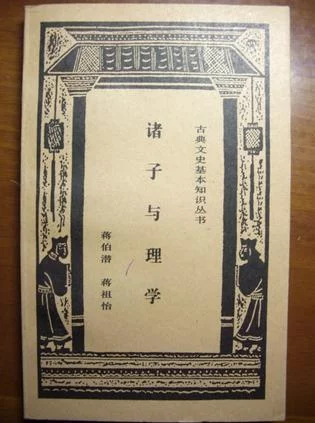 古典文史基本知识丛书
诸子与理学
蒋伯潜 蒋祖怡